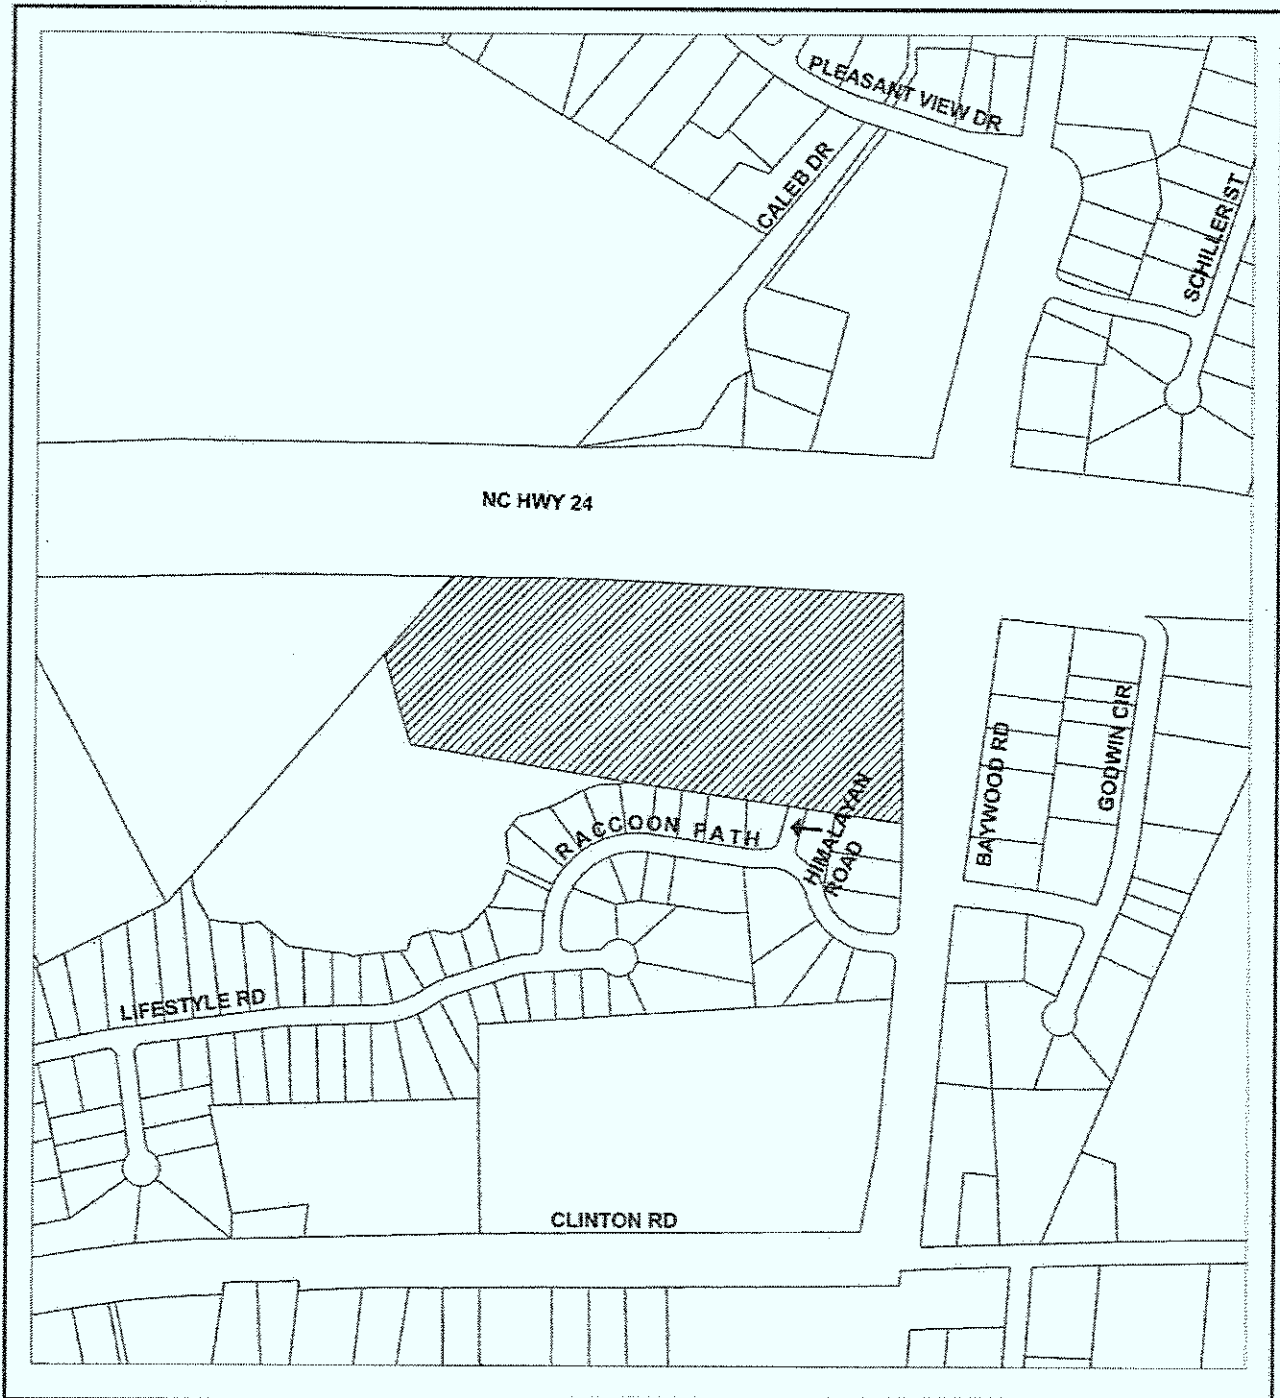 PLEASANT VIEW DR
CALEB DR
SCHILLER ST
NC HWY 24
BAYWOOD RD
GODWIN CIR
RACCOON PATH
HIMALAYAN
ROAD
LIFESTYLE RD
CLINTON RD